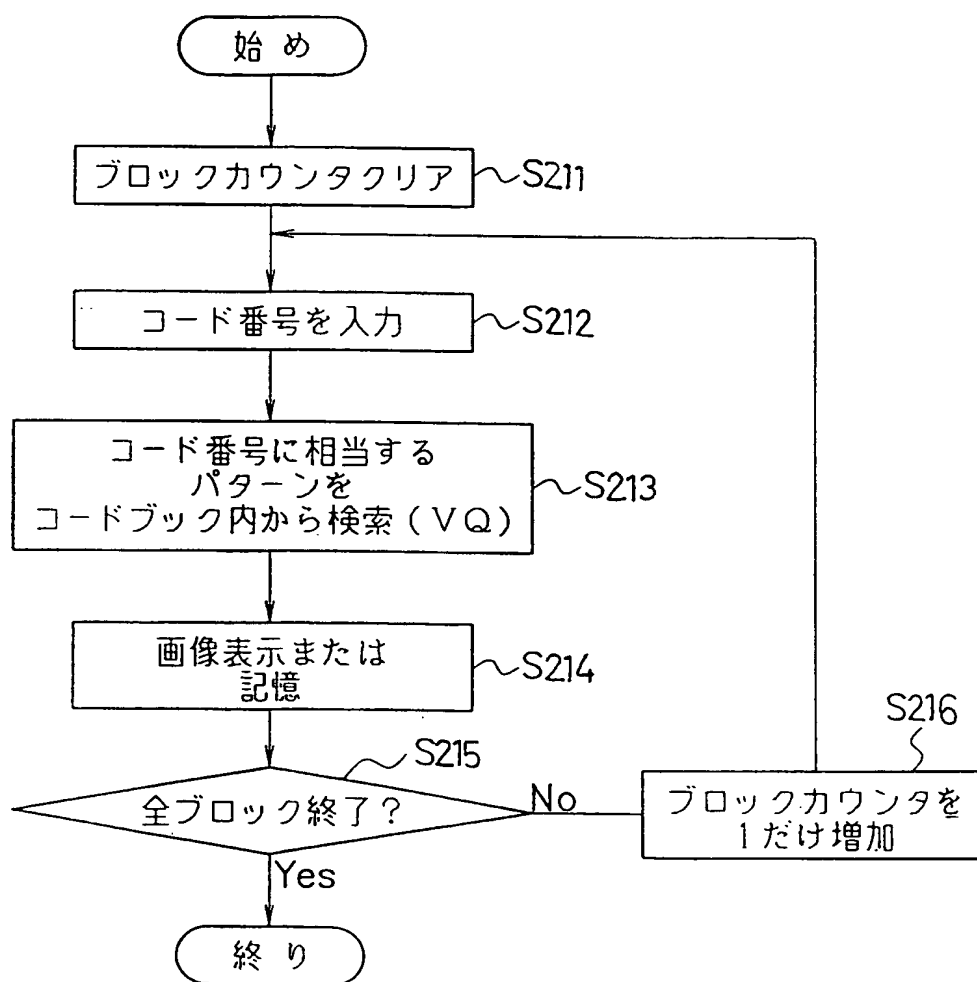 始め
ブロックカウンタクリア
S211
コード番号を入力
S212
コード番号に相当する
パターンを
コードブック内から検索(VQ)
S213
画像表示または
記憶
S214
S215
全ブロック終了?
No
S216
ブロックカウンタを
1だけ増加
Yes
終り